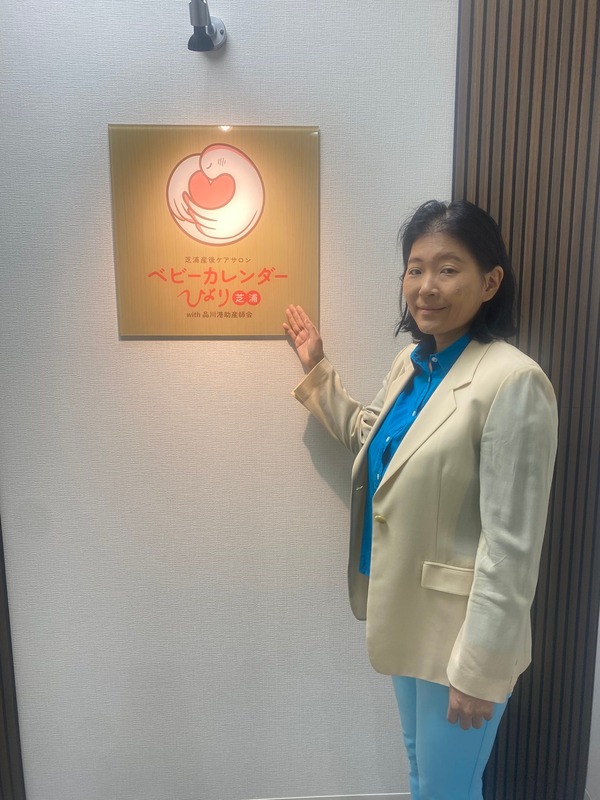 芝浦産後ケアサロン
ベビーカレンダー
ひより芝浦
with 品川港助産師会